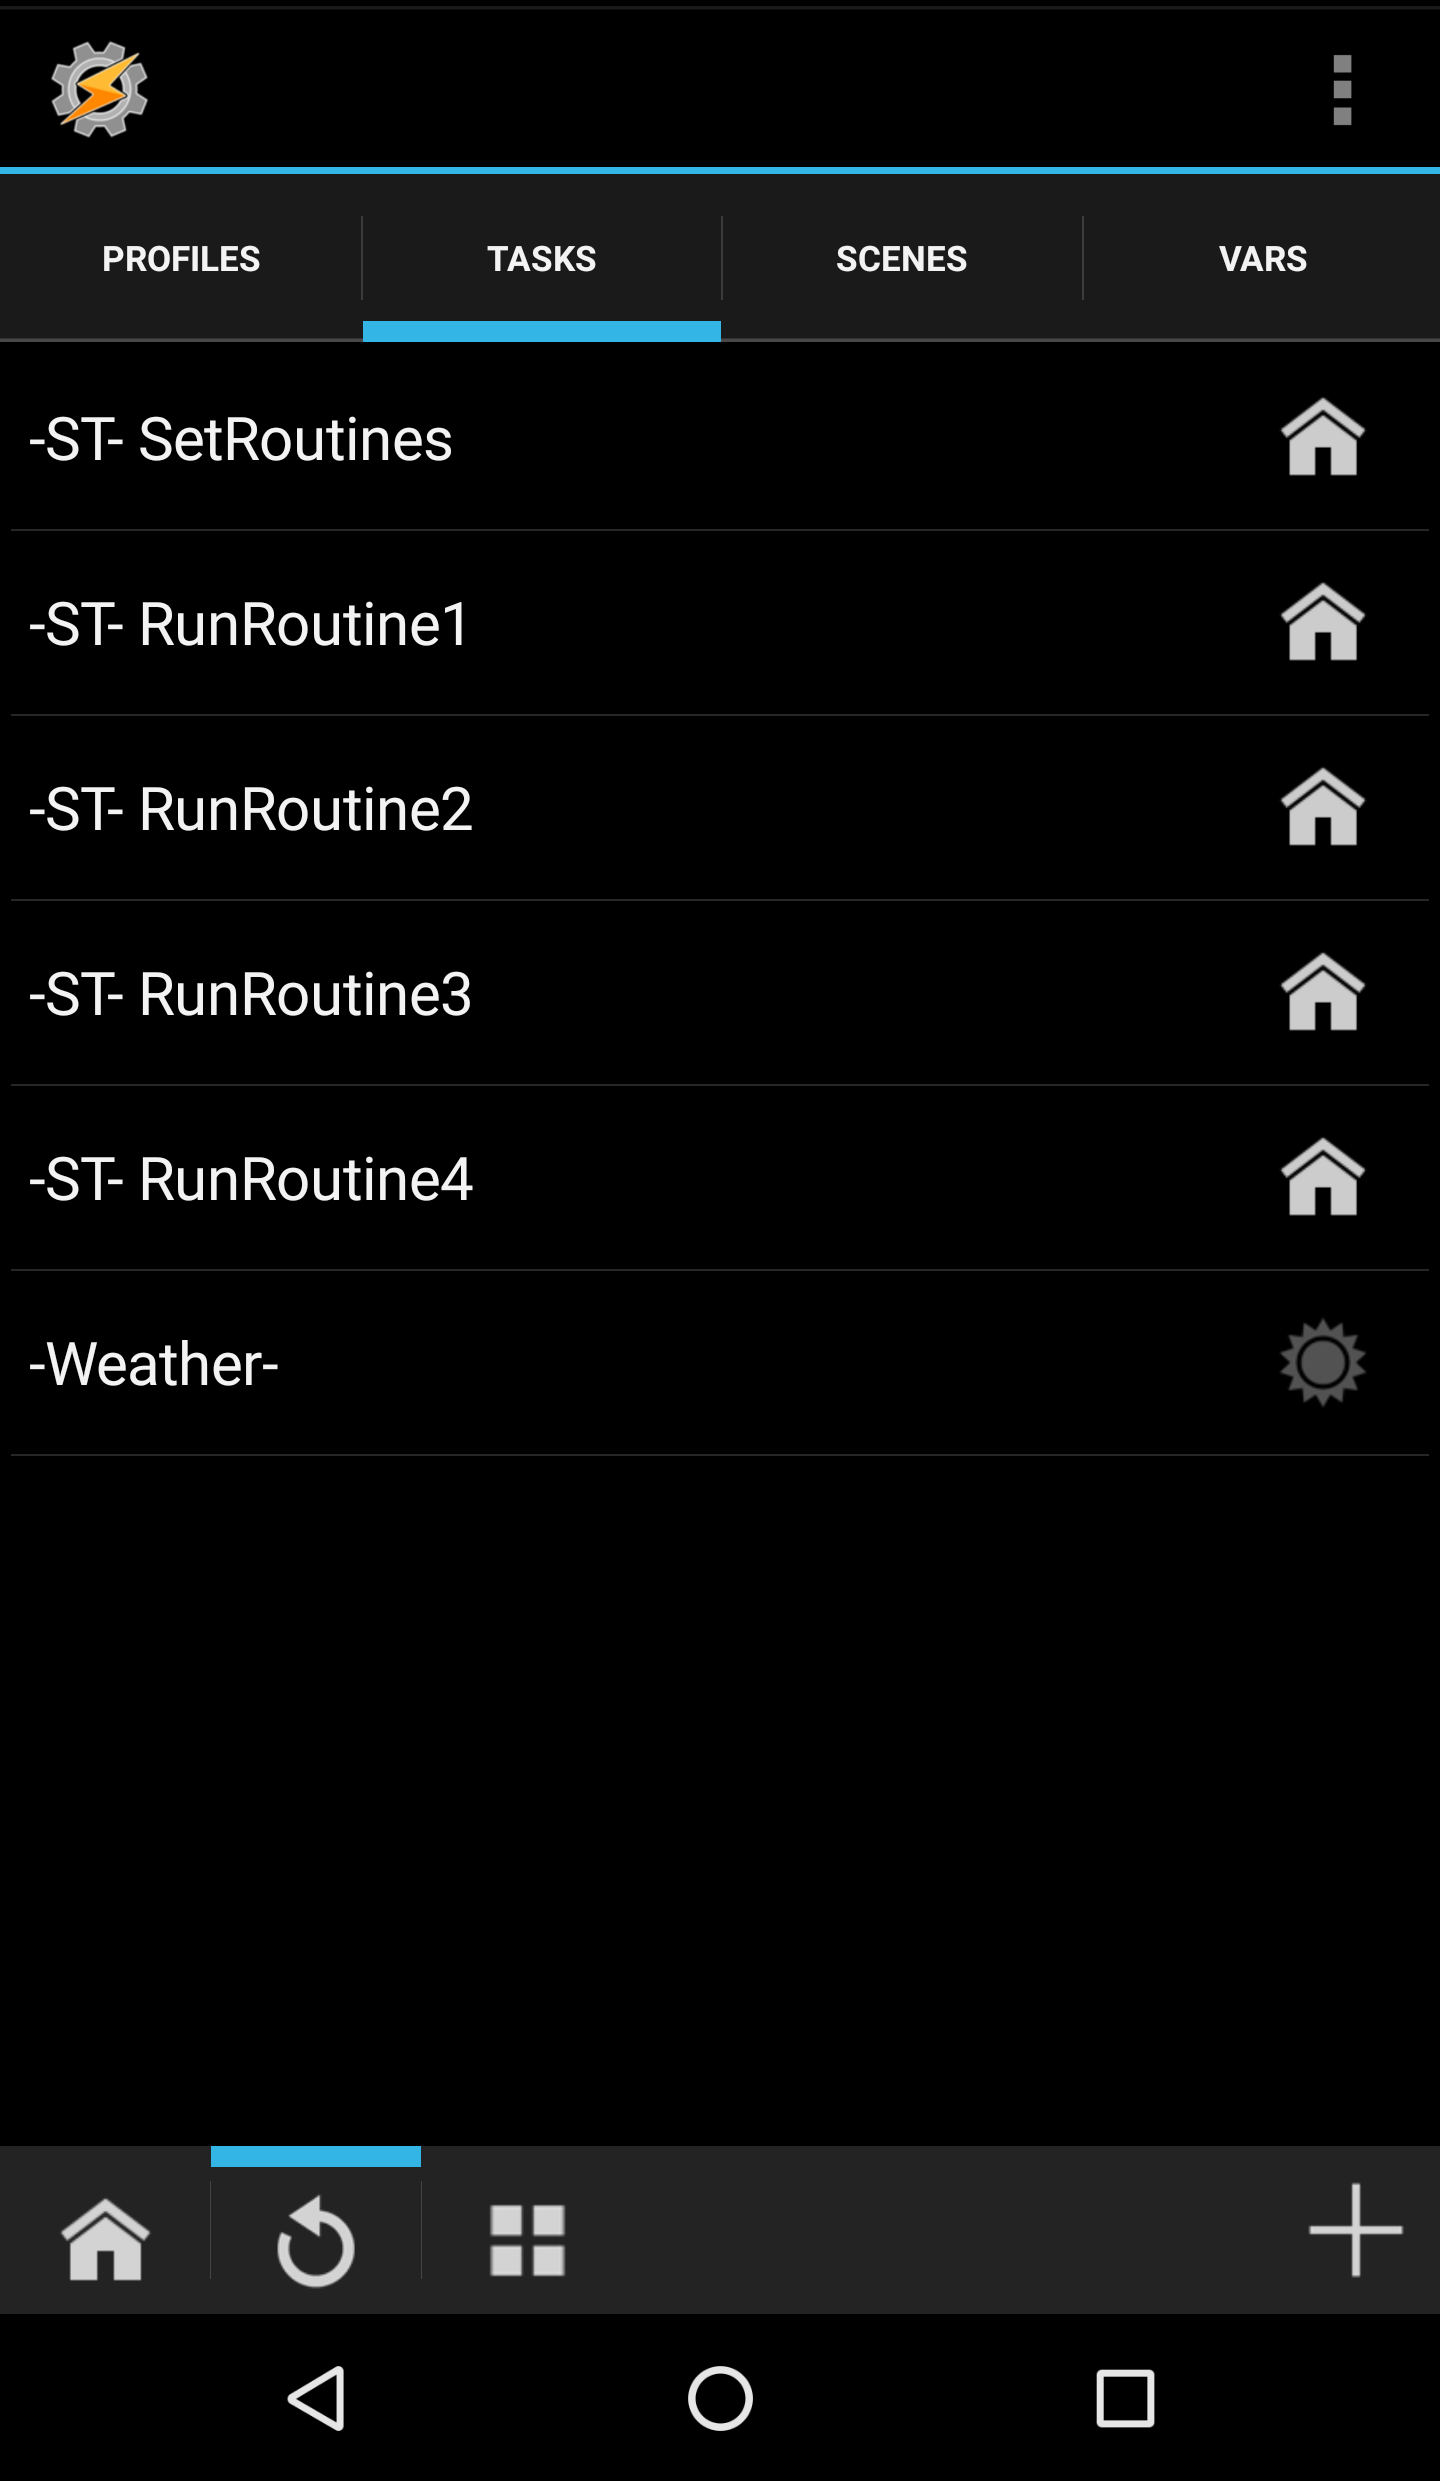 PROFILES TASKS SCENES VARS
-ST- SetRoutines
-ST- RunRoutine1
-ST- RunRoutine2
-ST- RunRoutine3
-ST- RunRoutine4
-Weather-